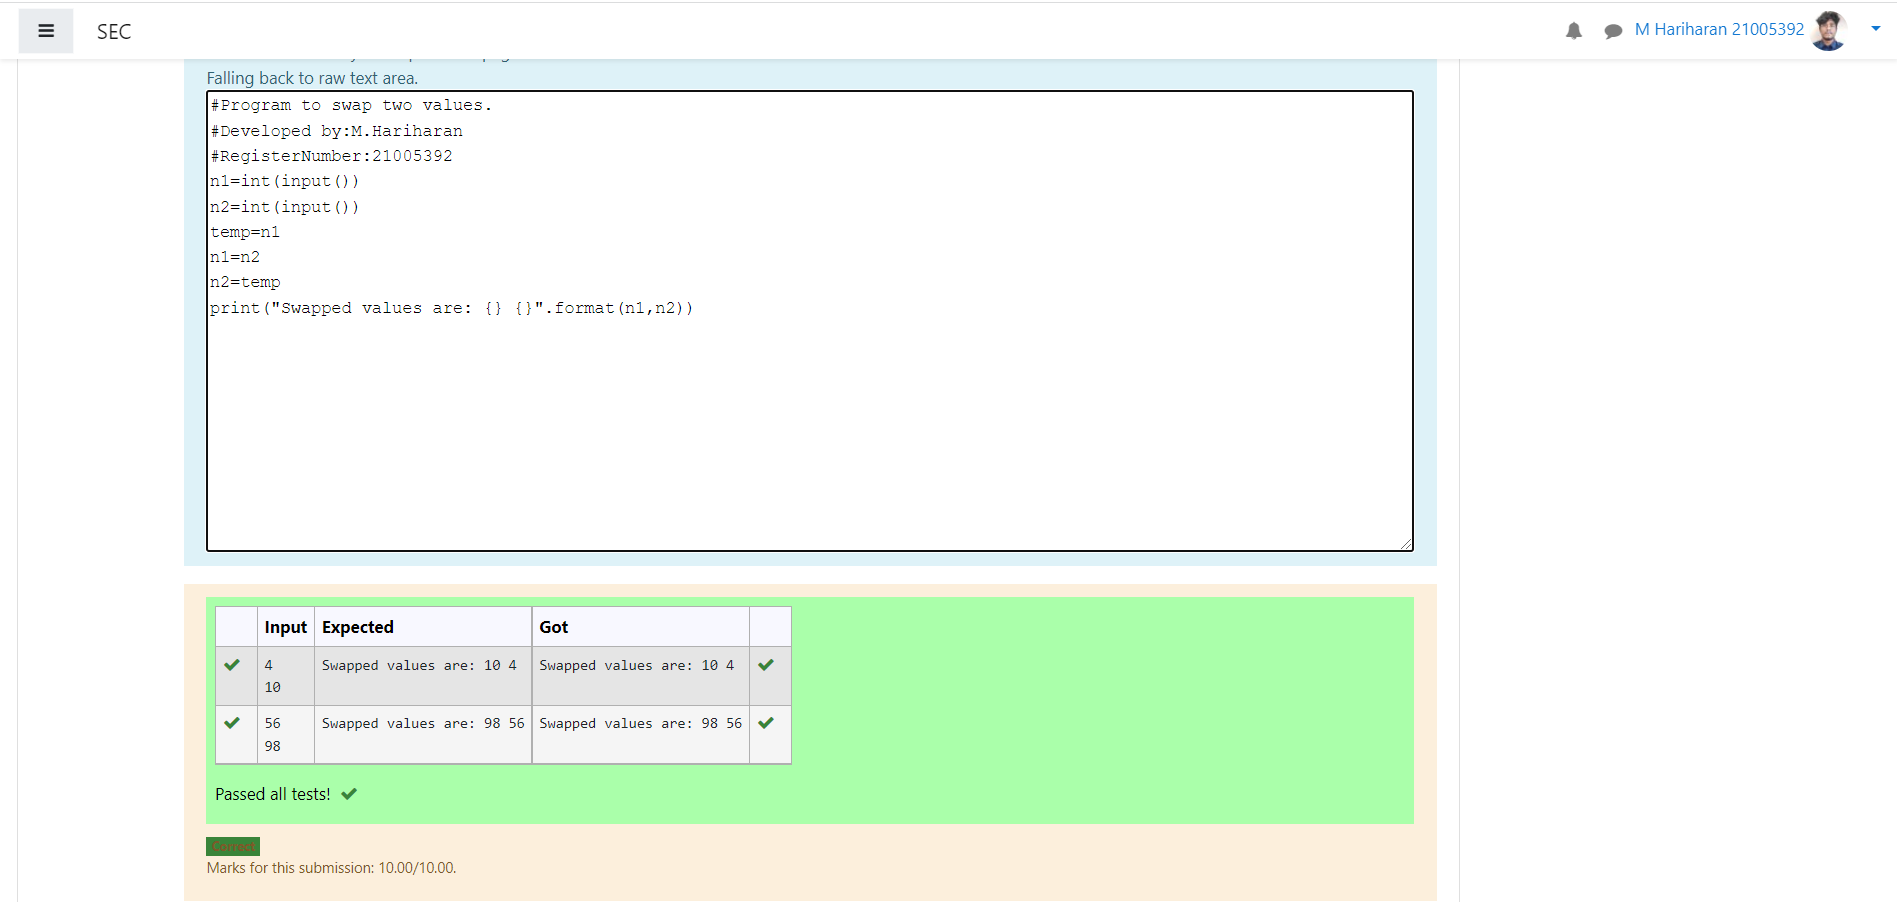 SEC
M Hariharan 21005392
Falling back to raw text area.
#Program to swap two values.
#Developed by:M.Hariharan
#RegisterNumber:21005392
n1=int(input())
n2=int(input())
temp=n1
n1=n2
n2=temp
print("Swapped values are: {} {}".format(n1,n2))
Input Expected Got
4 Swapped values are: 10 4 Swapped values are: 10 4
10
56 Swapped values are: 98 56 Swapped values are: 98 56
98
Passed all tests!
Correct
Marks for this submission: 10.00/10.00.